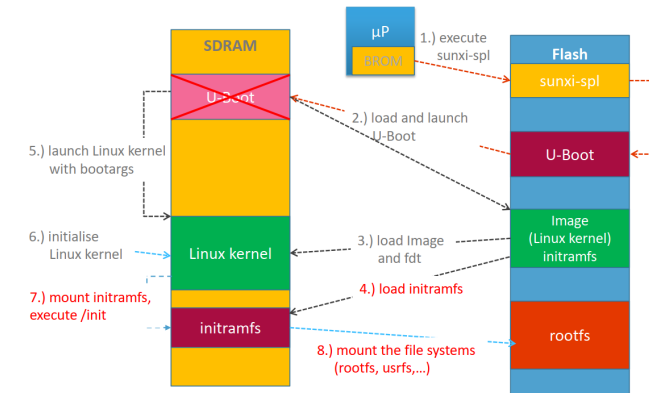 SDRAM
μP
BROM
1.) execute
sunxi-spl
Flash
sunxi-spl
U-Boot
2.) load and launch
U-Boot
U-Boot
5.) launch Linux kernel
with bootargs
Image
(Linux kernel)
initramfs
6.) initialise
Linux kernel
Linux kernel
3.) load Image
and fdt
7.) mount initramfs,
execute /init
4.) load initramfs
initramfs
rootfs
8.) mount the file systems
(rootfs, usrfs,...)